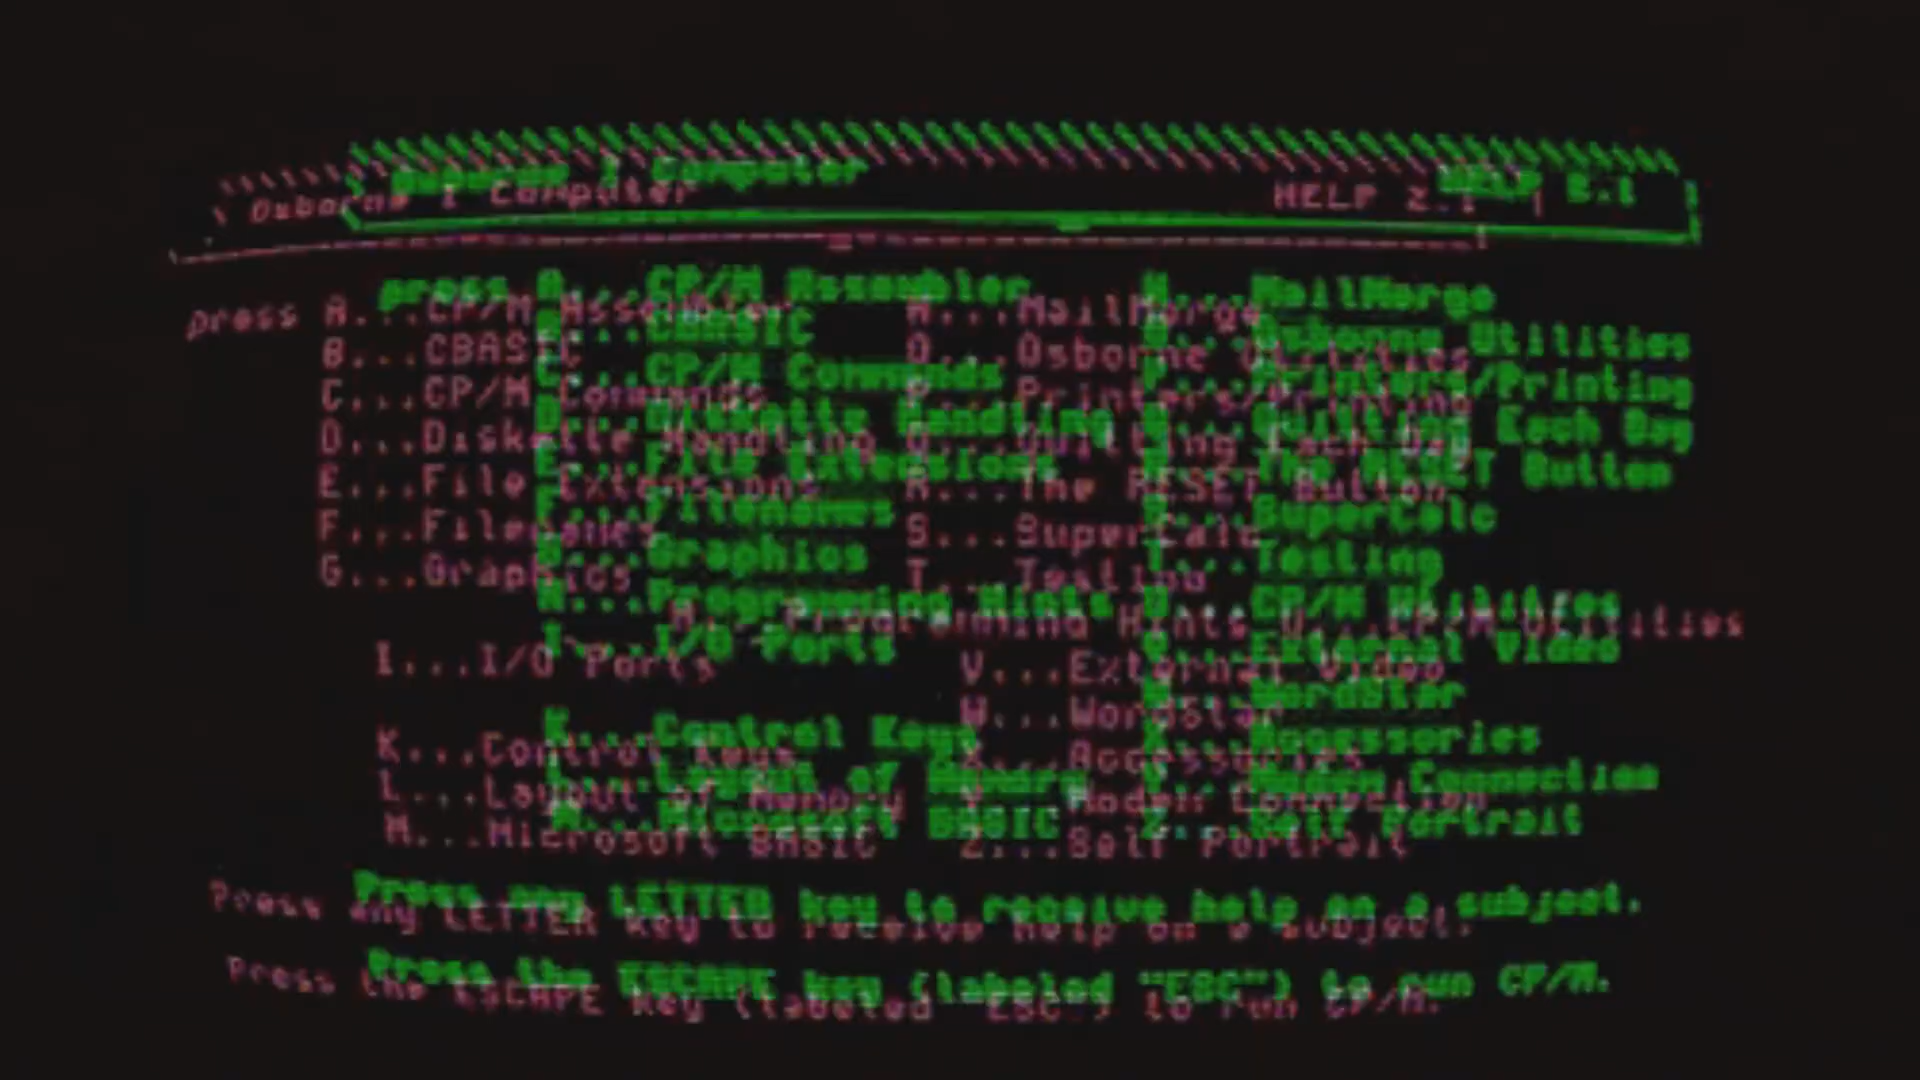 Osborne 1 Computer HELP 2.1
press A...CP/M Assembler N...MailMerge
B...CBASIC O...Osborne Utilities
C...CP/M Commands P...Printers/Printing
D...Diskette Handling Q...Quitting Each Day
E...File Extensions R...The RESET Button
F...Filenames S...SuperCalc
G...Graphics T...Testing
H...Programming Hints U...CP/M Utilities
I...I/O Ports V...External Video
W...WordStar
K...Control Keys X...Accessories
L...Layout of Memory Y...Modem Connection
M...Microsoft BASIC Z...Self Portrait
Press any LETTER key to receive help on a subject.
Press the ESCAPE key (labeled "ESC") to run CP/M.